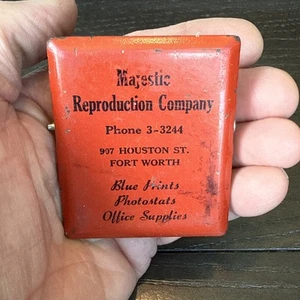 Majestic
Reproduction Company
Phone 3-3244
907 HOUSTON ST.
FORT WORTH
Blue Prints
Photostats
Office Supplies